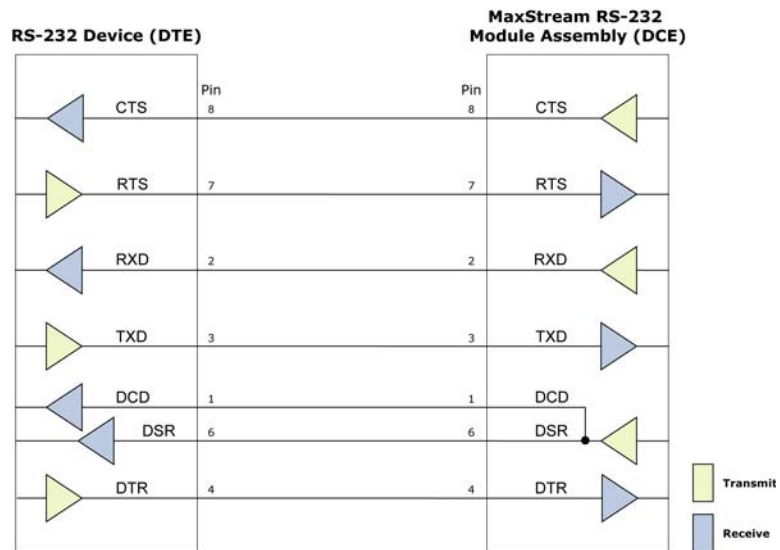 RS-232 Device (DTE)
MaxStream RS-232
Module Assembly (DCE)
Pin
Pin
CTS 8 8 CTS
RTS 7 7 RTS
RXD 2 2 RXD
TXD 3 3 TXD
DCD 1 1 DCD
DSR 6 6 DSR
DTR 4 4 DTR
Transmit
Receive